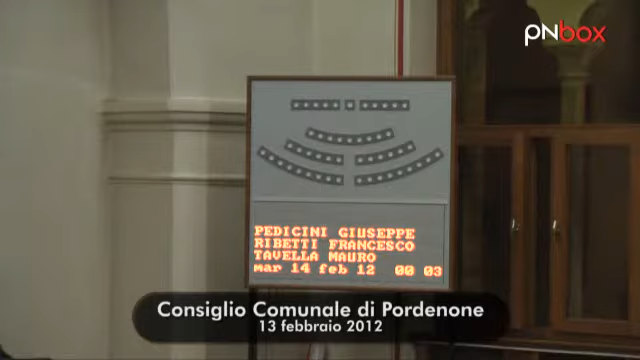 pnbox
PEDICINI GIUSEPPE
RIBETTI FRANCESCO
TAVELLA MAURO
mar 14 feb 12 00 03
Consiglio Comunale di Pordenone
13 febbraio 2012